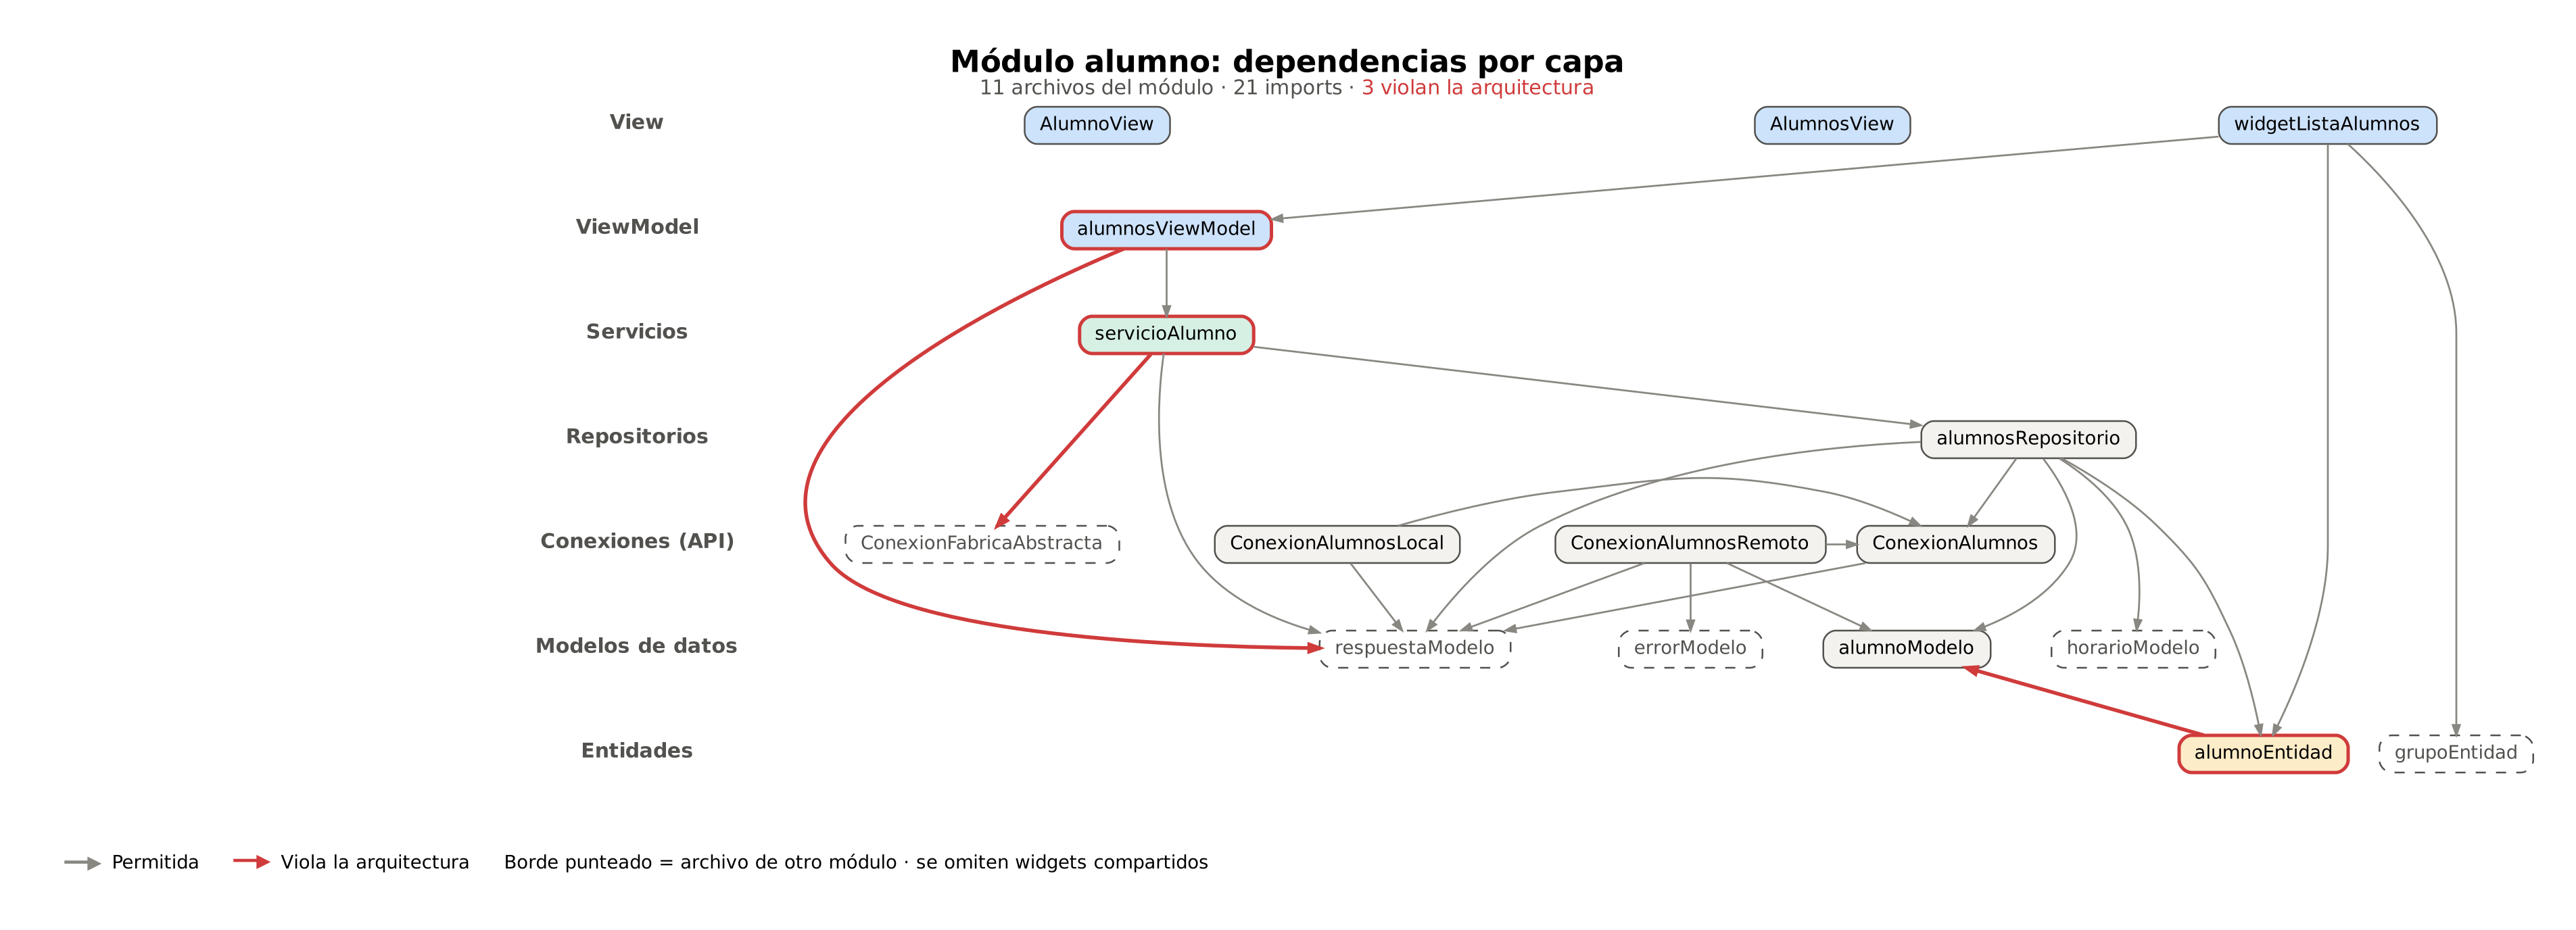 Módulo alumno: dependencias por capa
11 archivos del módulo · 21 imports · 3 violan la arquitectura
View
AlumnoView
AlumnosView
widgetListaAlumnos
ViewModel
alumnosViewModel
Servicios
servicioAlumno
Repositorios
alumnosRepositorio
Conexiones (API)
ConexionFabricaAbstracta
ConexionAlumnosLocal
ConexionAlumnosRemoto
ConexionAlumnos
Modelos de datos
respuestaModelo
errorModelo
alumnoModelo
horarioModelo
Entidades
alumnoEntidad
grupoEntidad
Permitida
Viola la arquitectura
Borde punteado = archivo de otro módulo · se omiten widgets compartidos